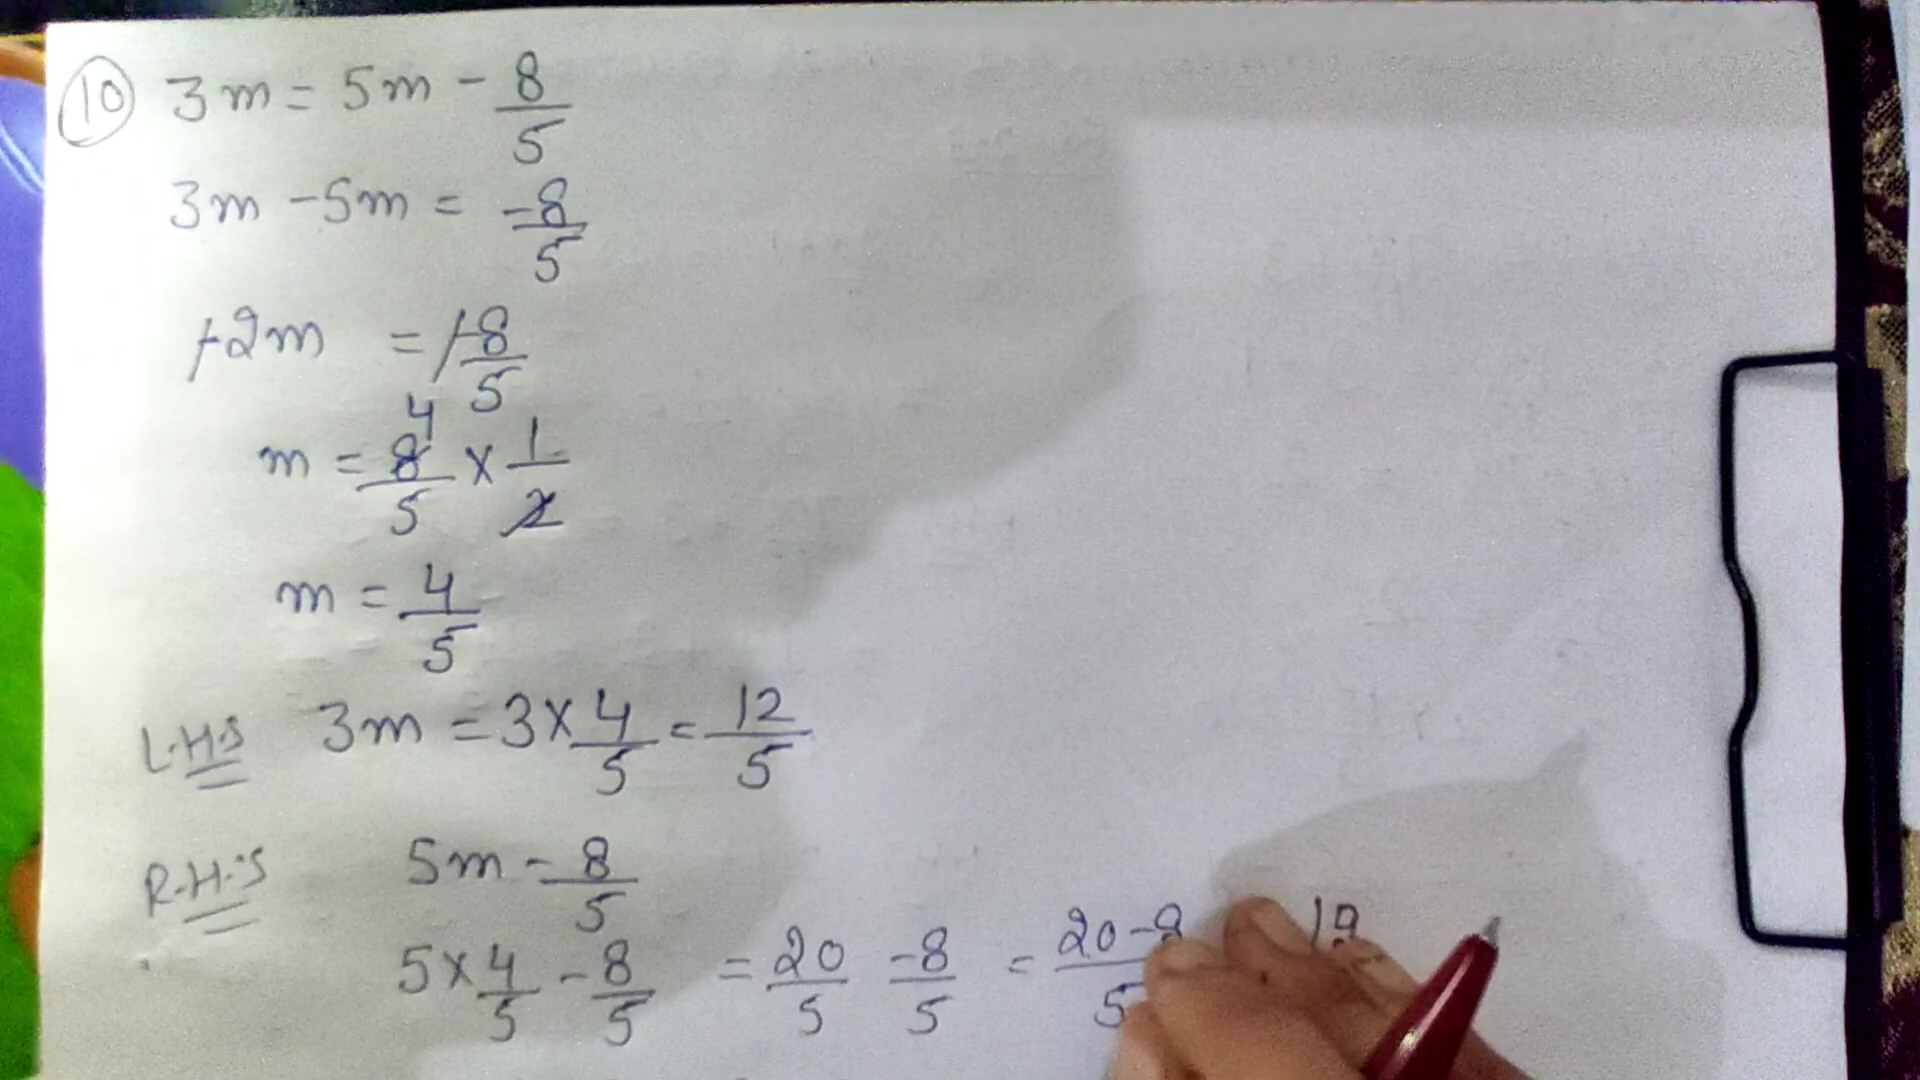 10 3m = 5m - 8/5
3m - 5m = -8/5
-2m = -8/5
m = 8/5 4 × 1/2
m = 4/5
L.H.S 3m = 3 × 4/5 = 12/5
R.H.S 5m - 8/5
5 × 4/5 - 8/5 = 20/5 - 8/5 = 20-8/5